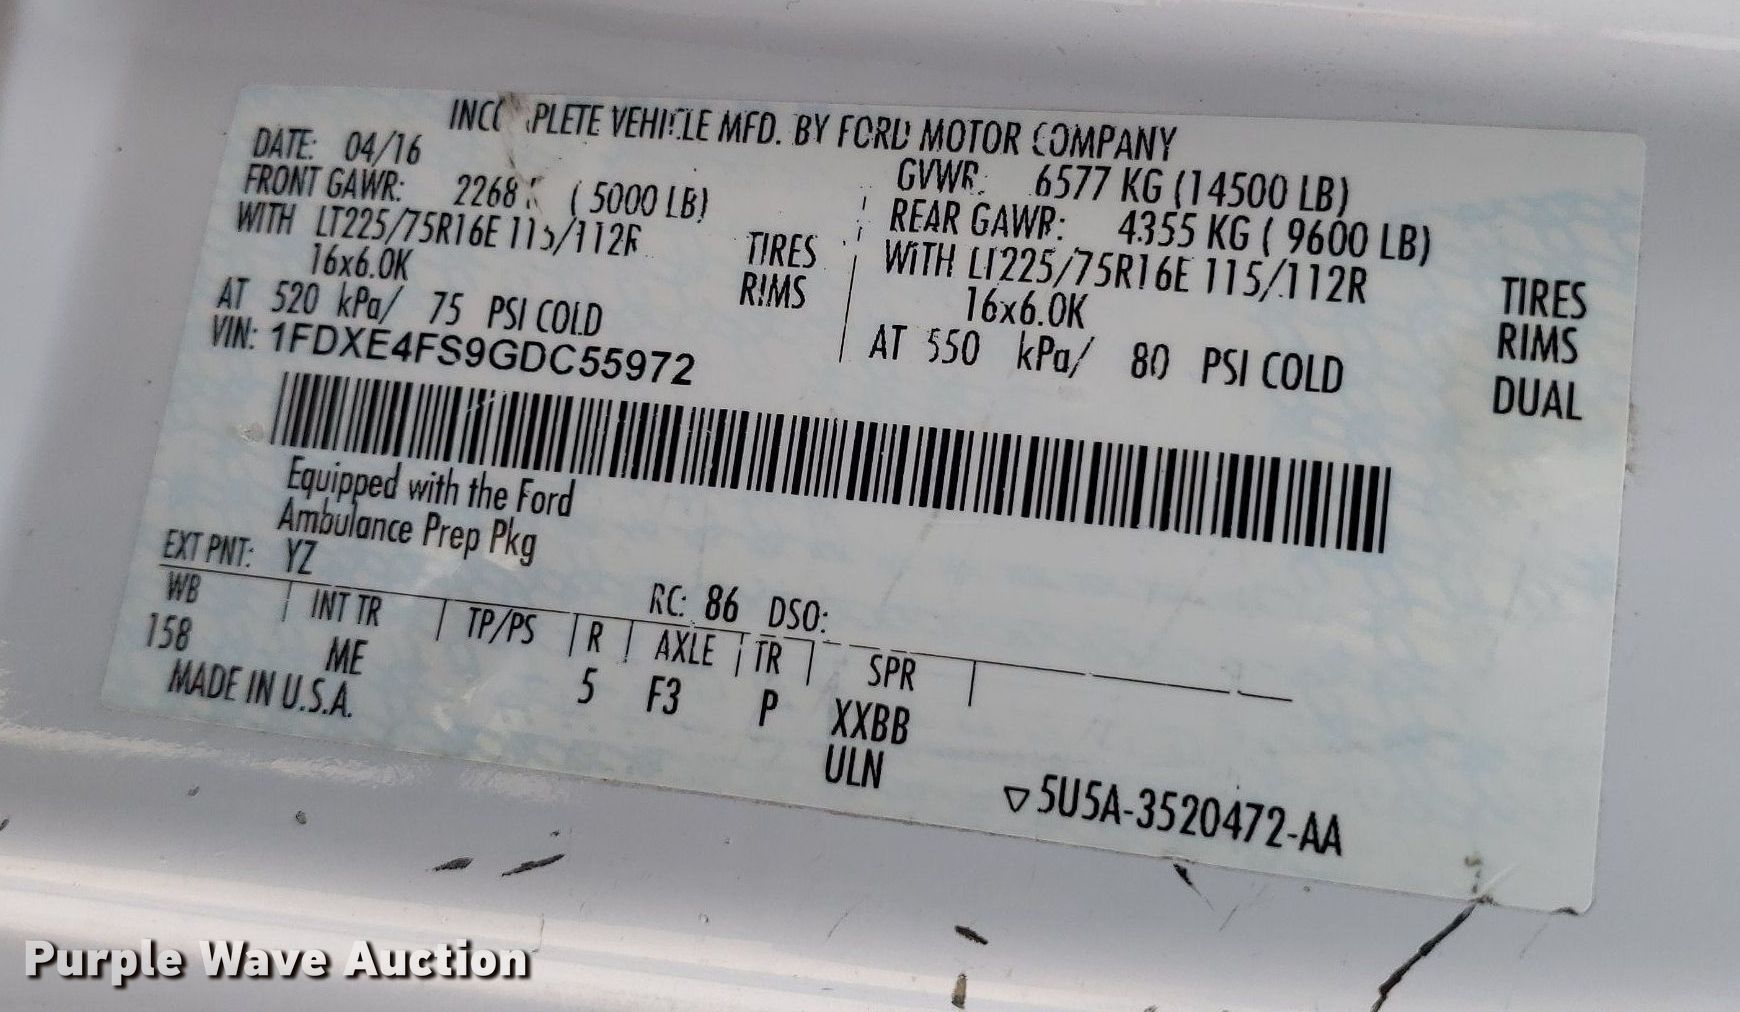 INCOMPLETE VEHICLE MFD. BY FORD MOTOR COMPANY
DATE: 04/16
GVWR: 6577 KG (14500 LB)
FRONT GAWR: 2268 K ( 5000 LB)
REAR GAWR: 4355 KG ( 9600 LB)
WITH LT225/75R16E 115/112R TIRES
WITH LT225/75R16E 115/112R TIRES
16x6.0K RIMS
16x6.0K RIMS
AT 520 kPa/ 75 PSI COLD
AT 550 kPa/ 80 PSI COLD DUAL
VIN: 1FDXE4FS9GDC55972
Equipped with the Ford
Ambulance Prep Pkg
EXT PNT: YZ RC: 86 DSO:
WB INT TR TP/PS R AXLE TR SPR
158 ME 5 F3 P XXBB
MADE IN U.S.A. ULN
▽5U5A-3520472-AA
Purple Wave Auction